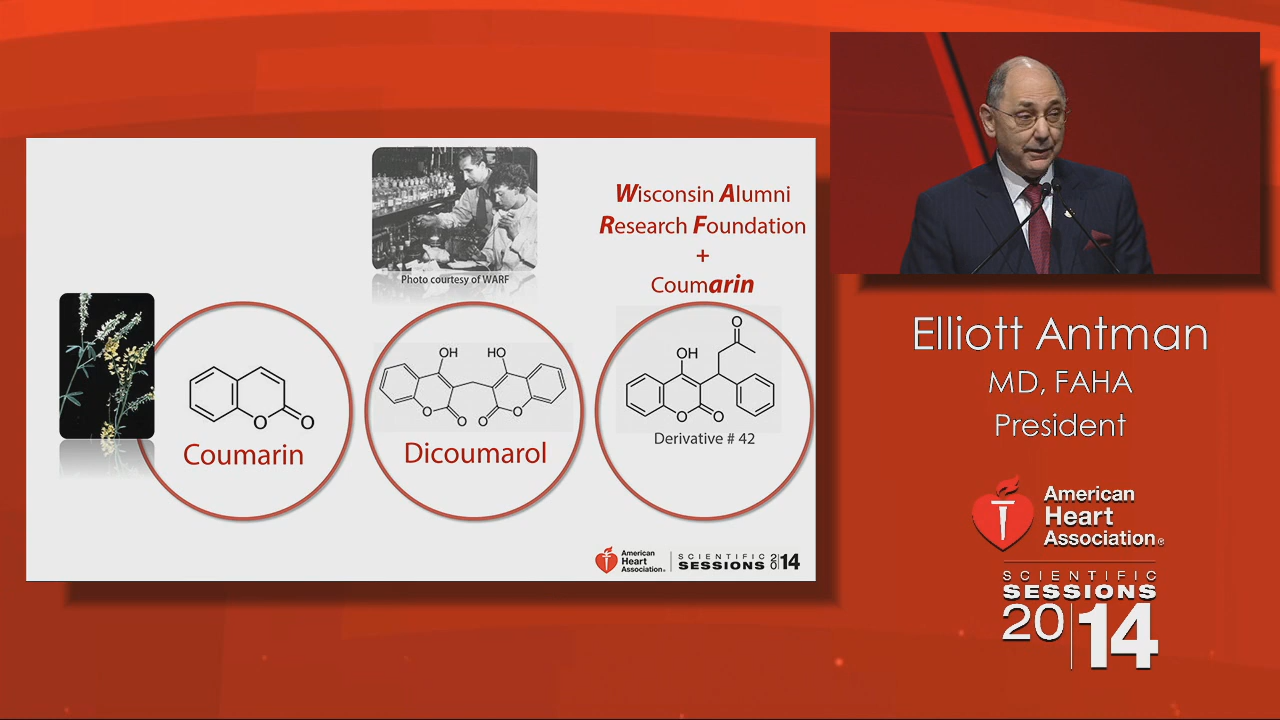 Wisconsin Alumni
Research Foundation
+
Coumarin
Photo courtesy of WARF
O
OH
OH
HO
OH
O
O
O
O
O
O
O
O
O
Coumarin
Dicoumarol
Derivative # 42
American
Heart
Association®
SCIENTIFIC
SESSIONS 20|14
Elliott Antman
MD, FAHA
President
American
Heart
Association®
SCIENTIFIC
SESSIONS
20|14